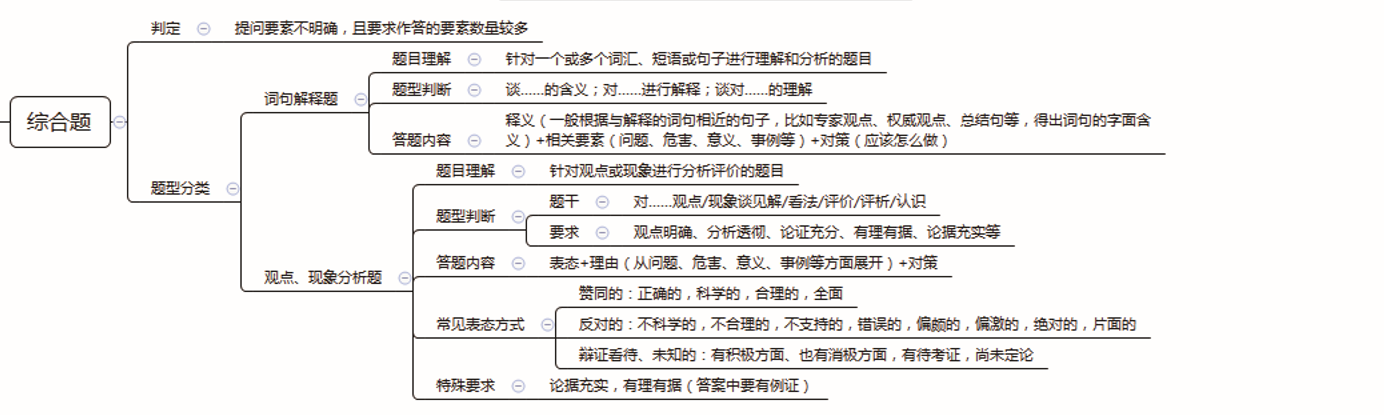 综合题
判定
提问要素不明确，且要求作答的要素数量较多
题型分类
词句解释题
题目理解
针对一个或多个词汇、短语或句子进行理解和分析的题目
题型判断
谈……的含义；对……进行解释；谈对……的理解
答题内容
释义（一般根据与解释的词句相近的句子，比如专家观点、权威观点、总结句等，得出词句的字面含
义）+相关要素（问题、危害、意义、事例等）+对策（应该怎么做）
观点、现象分析题
题目理解
针对观点或现象进行分析评价的题目
题型判断
题干
对……观点/现象谈见解/看法/评价/评析/认识
要求
观点明确、分析透彻、论证充分、有理有据、论据充实等
答题内容
表态+理由（从问题、危害、意义、事例等方面展开）+对策
常见表态方式
赞同的：正确的，科学的，合理的，全面
反对的：不科学的，不合理的，不支持的，错误的，偏颇的，偏激的，绝对的，片面的
辩证看待、未知的：有积极方面、也有消极方面，有待考证，尚未定论
特殊要求
论据充实，有理有据（答案中要有例证）